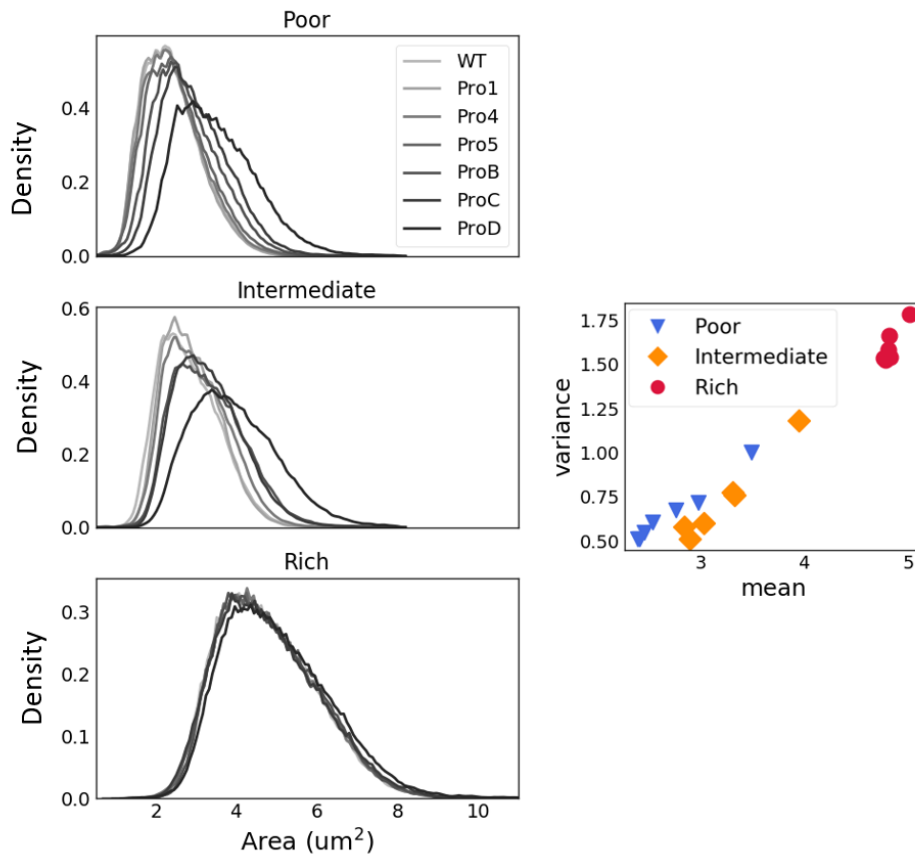 Poor
Density
0.4
0.2
0.0
WT
Pro1
Pro4
Pro5
ProB
ProC
ProD
Intermediate
Density
0.6
0.4
0.2
0.0
Rich
Density
0.3
0.2
0.1
0.0
2 4 6 8 10
Area (um²)
variance
1.75
1.50
1.25
1.00
0.75
0.50
Poor
Intermediate
Rich
3 4 5
mean